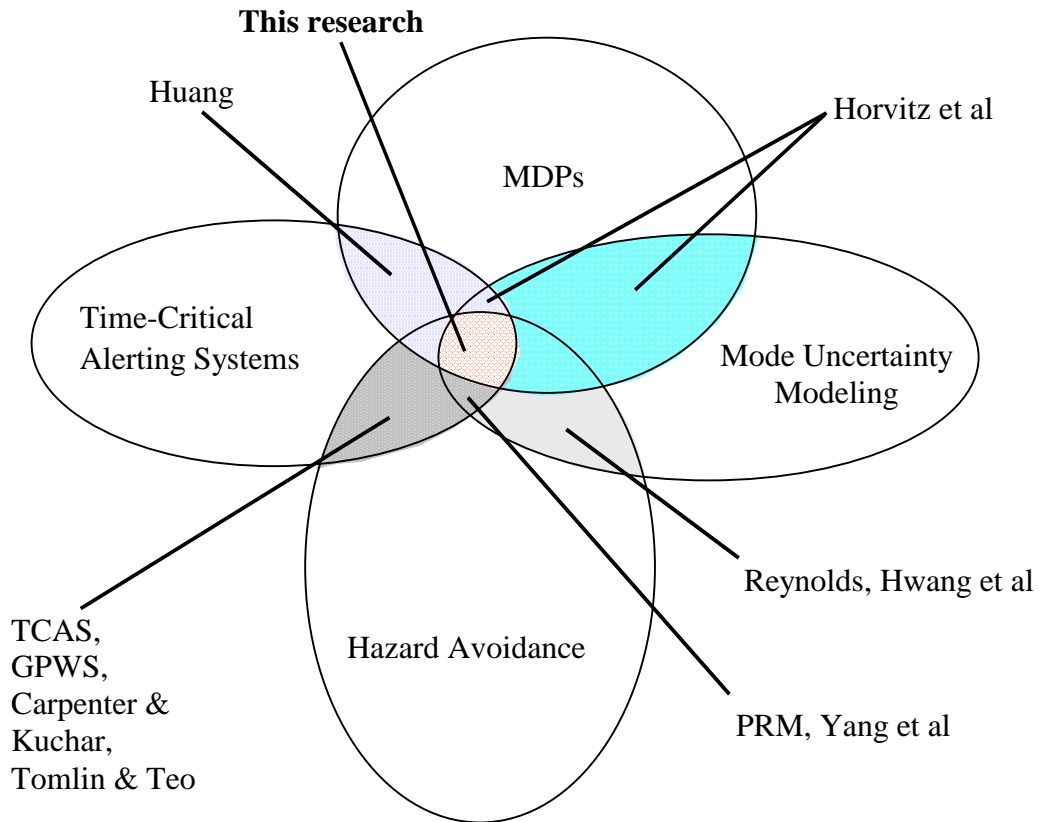 This research
Huang
Horvitz et al
MDPs
Time-Critical
Alerting Systems
Mode Uncertainty
Modeling
Reynolds, Hwang et al
Hazard Avoidance
TCAS,
GPWS,
Carpenter &
Kuchar,
Tomlin & Teo
PRM, Yang et al